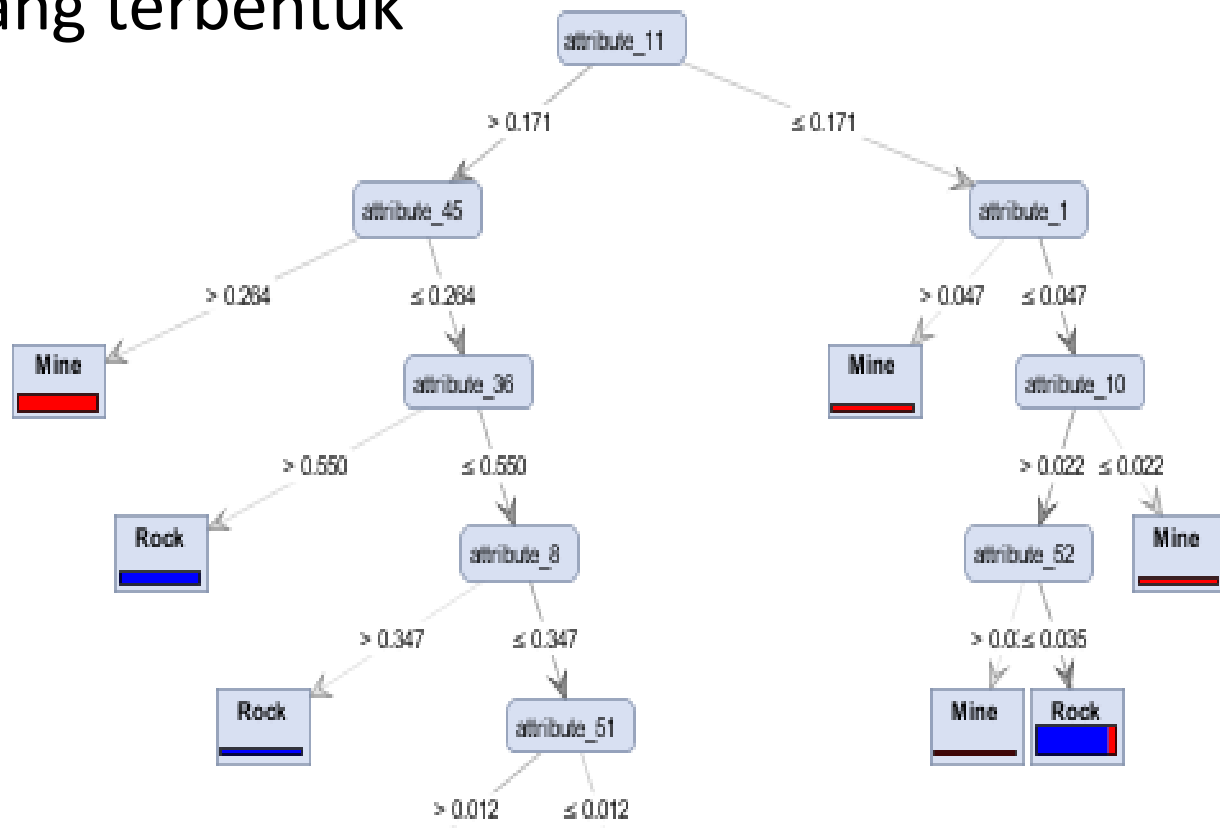 ang terbentuk
attribute_11
> 0.171 ≤ 0.171
attribute_45 attribute_1
> 0.264 ≤ 0.264 > 0.047 ≤ 0.047
Mine attribute_36 Mine attribute_10
> 0.550 ≤ 0.550 > 0.022 ≤ 0.022
Rock attribute_8 attribute_52 Mine
> 0.347 ≤ 0.347 ≤ 0.035
Rock attribute_51 Mine Rock
> 0.012 ≤ 0.012